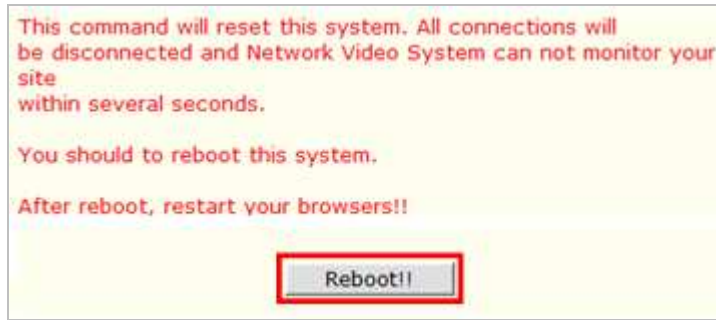 This command will reset this system. All connections will
be disconnected and Network Video System can not monitor your
site
within several seconds.
You should to reboot this system.
After reboot, restart your browsers!!
Reboot!!